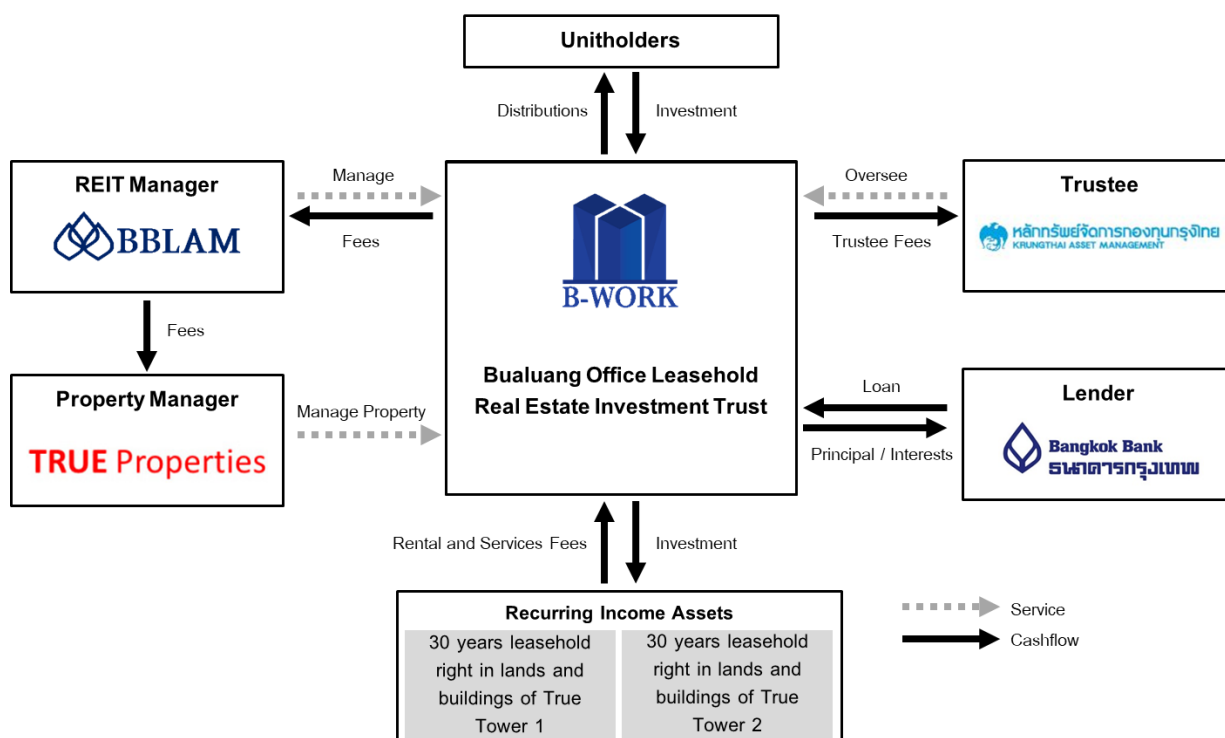 Unitholders
Distributions
Investment
REIT Manager
BBLAM
Manage
Fees
B-WORK
Bualuang Office Leasehold
Real Estate Investment Trust
Oversee
Trustee Fees
Trustee
หลักทรัพย์จัดการกองทุนกรุงไทย
KRUNGTHAI ASSET MANAGEMENT
Fees
Property Manager
TRUE Properties
Manage Property
Loan
Principal / Interests
Lender
Bangkok Bank
ธนาคารกรุงเทพ
Rental and Services Fees
Investment
Recurring Income Assets
30 years leasehold
right in lands and
buildings of True
Tower 1
30 years leasehold
right in lands and
buildings of True
Tower 2
Service
Cashflow